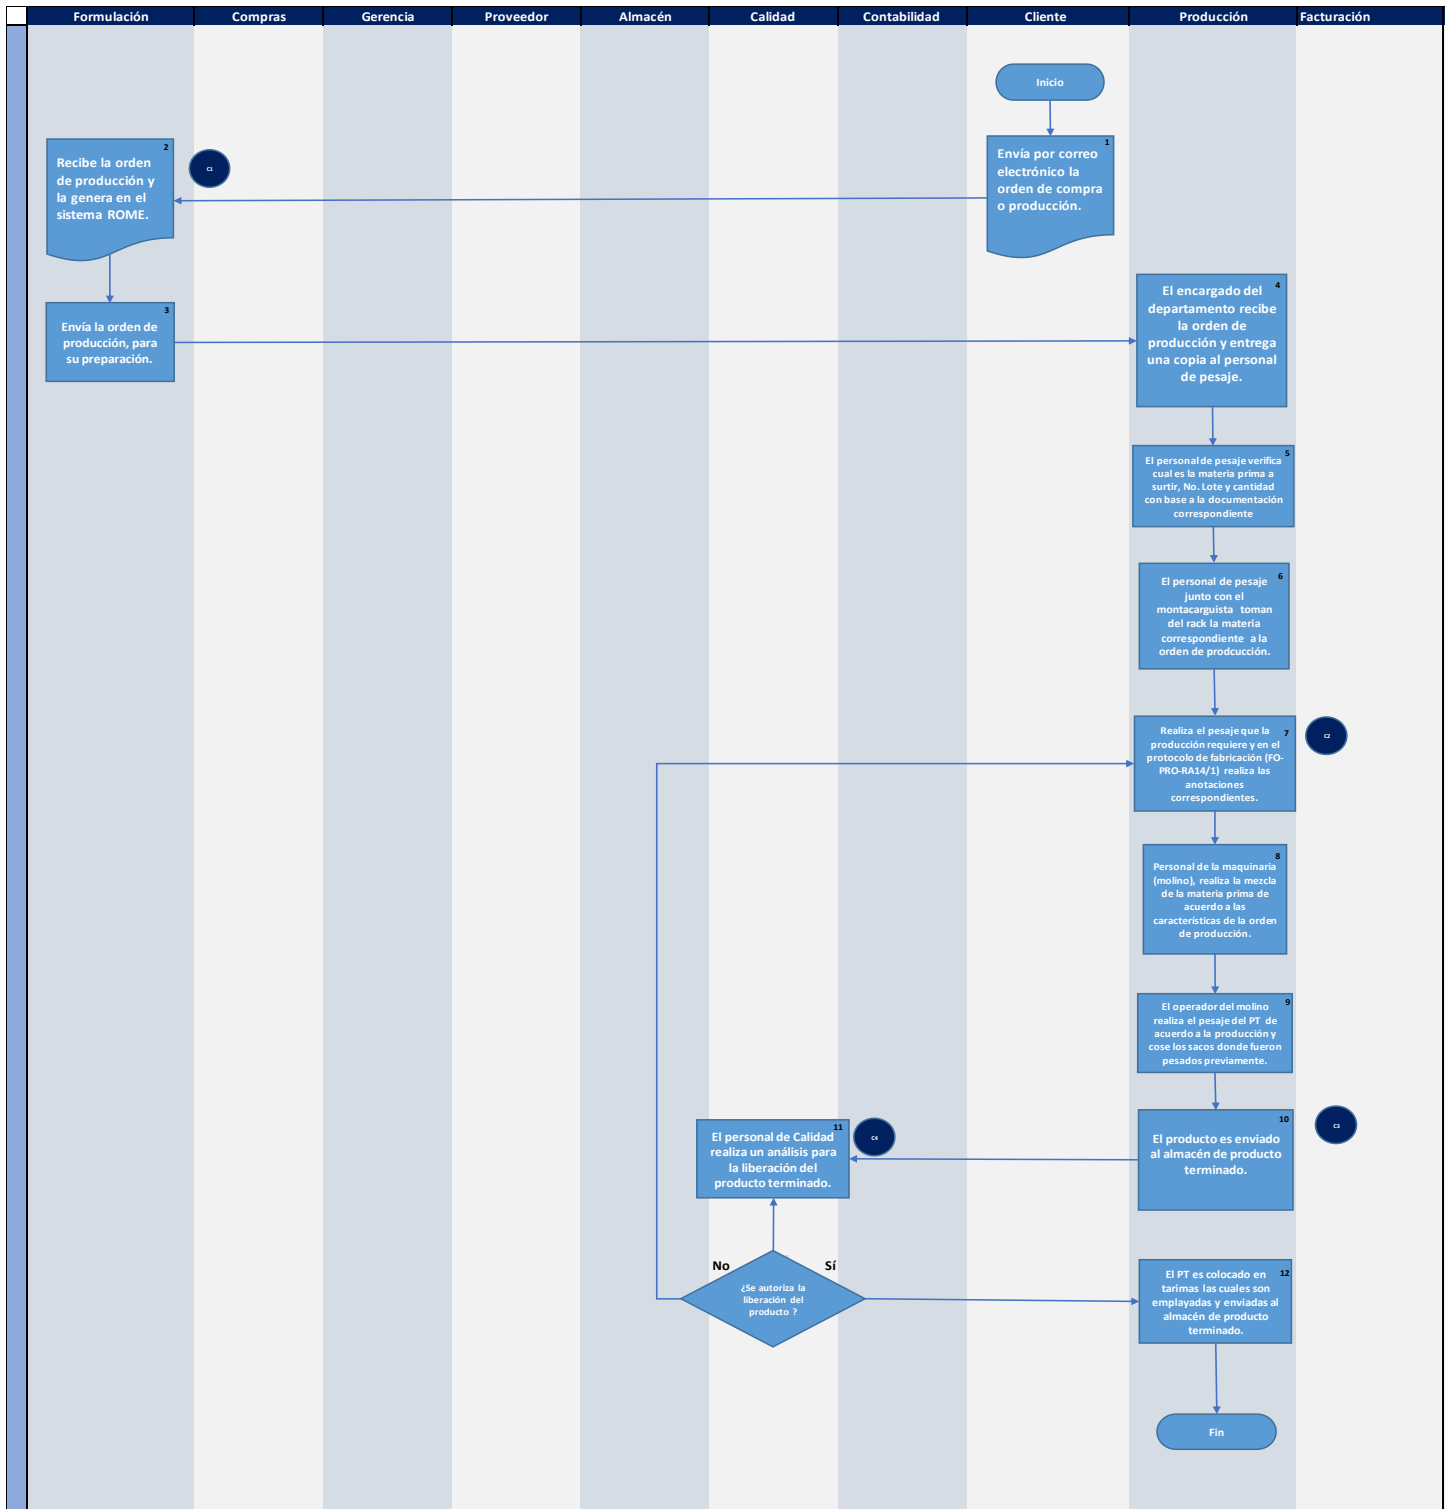 Formulación
Compras
Gerencia
Proveedor
Almacén
Calidad
Contabilidad
Cliente
Producción
Facturación
Inicio
1
Envía por correo
electrónico la
orden de compra
o producción.
2
Recibe la orden
de producción y
la genera en el
sistema ROME.
C1
3
Envía la orden de
producción, para
su preparación.
4
El encargado del
departamento recibe
la orden de
producción y entrega
una copia al personal
de pesaje.
5
El personal de pesaje verifica
cual es la materia prima a
surtir, No. Lote y cantidad
con base a la documentación
correspondiente
6
El personal de pesaje
junto con el
montacarguista toman
del rack la materia
correspondiente a la
orden de prodcucción.
7
Realiza el pesaje que la
producción requiere y en el
protocolo de fabricación (FO-
PRO-RA14/1) realiza las
anotaciones
correspondientes.
C2
8
Personal de la maquinaria
(molino), realiza la mezcla
de la materia prima de
acuerdo a las
características de la orden
de producción.
9
El operador del molino
realiza el pesaje del PT de
acuerdo a la producción y
cose los sacos donde fueron
pesados previamente.
10
El producto es enviado
al almacén de producto
terminado.
C3
11
El personal de Calidad
realiza un análisis para
la liberación del
producto terminado.
C4
No
Sí
¿Se autoriza la
liberación del
producto ?
12
El PT es colocado en
tarimas las cuales son
emplayadas y enviadas al
almacén de producto
terminado.
Fin